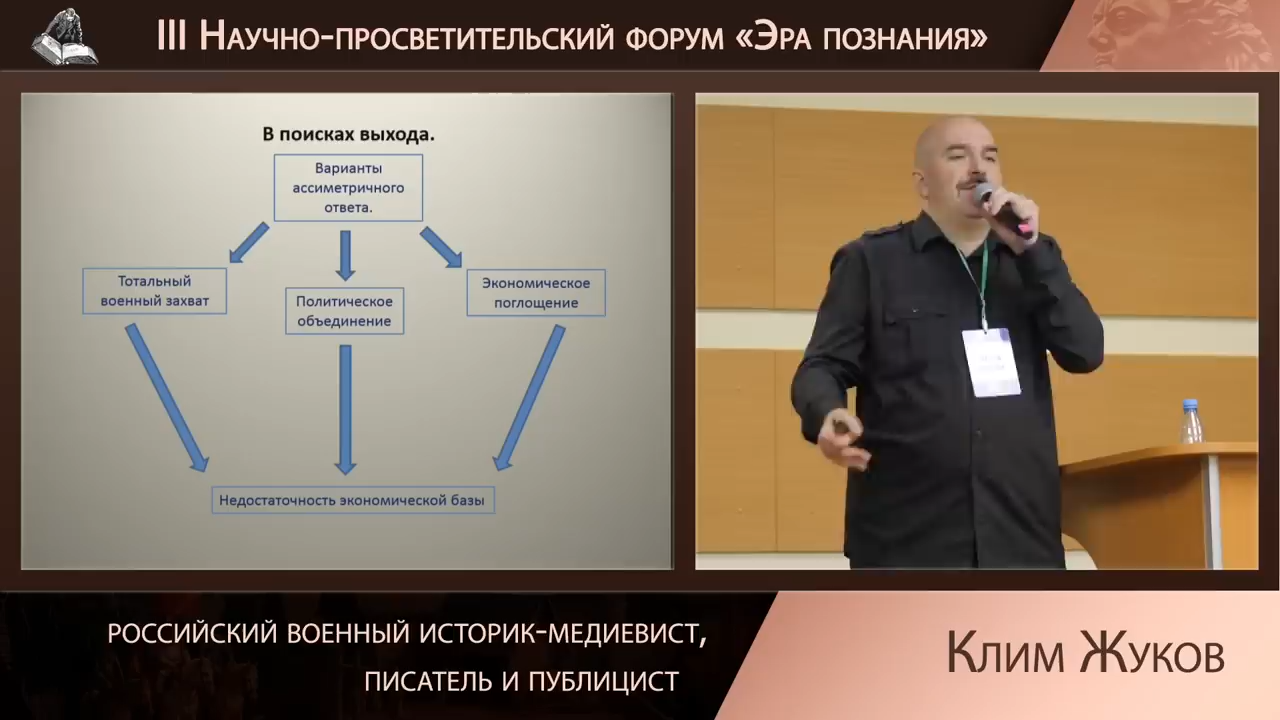 III Научно-просветительский форум «Эра познания»
В поисках выхода.
Варианты
ассиметричного
ответа.
Тотальный
военный захват
Политическое
объединение
Экономическое
поглощение
Недостаточность экономической базы
российский военный историк-медиевист,
писатель и публицист
Клим Жуков